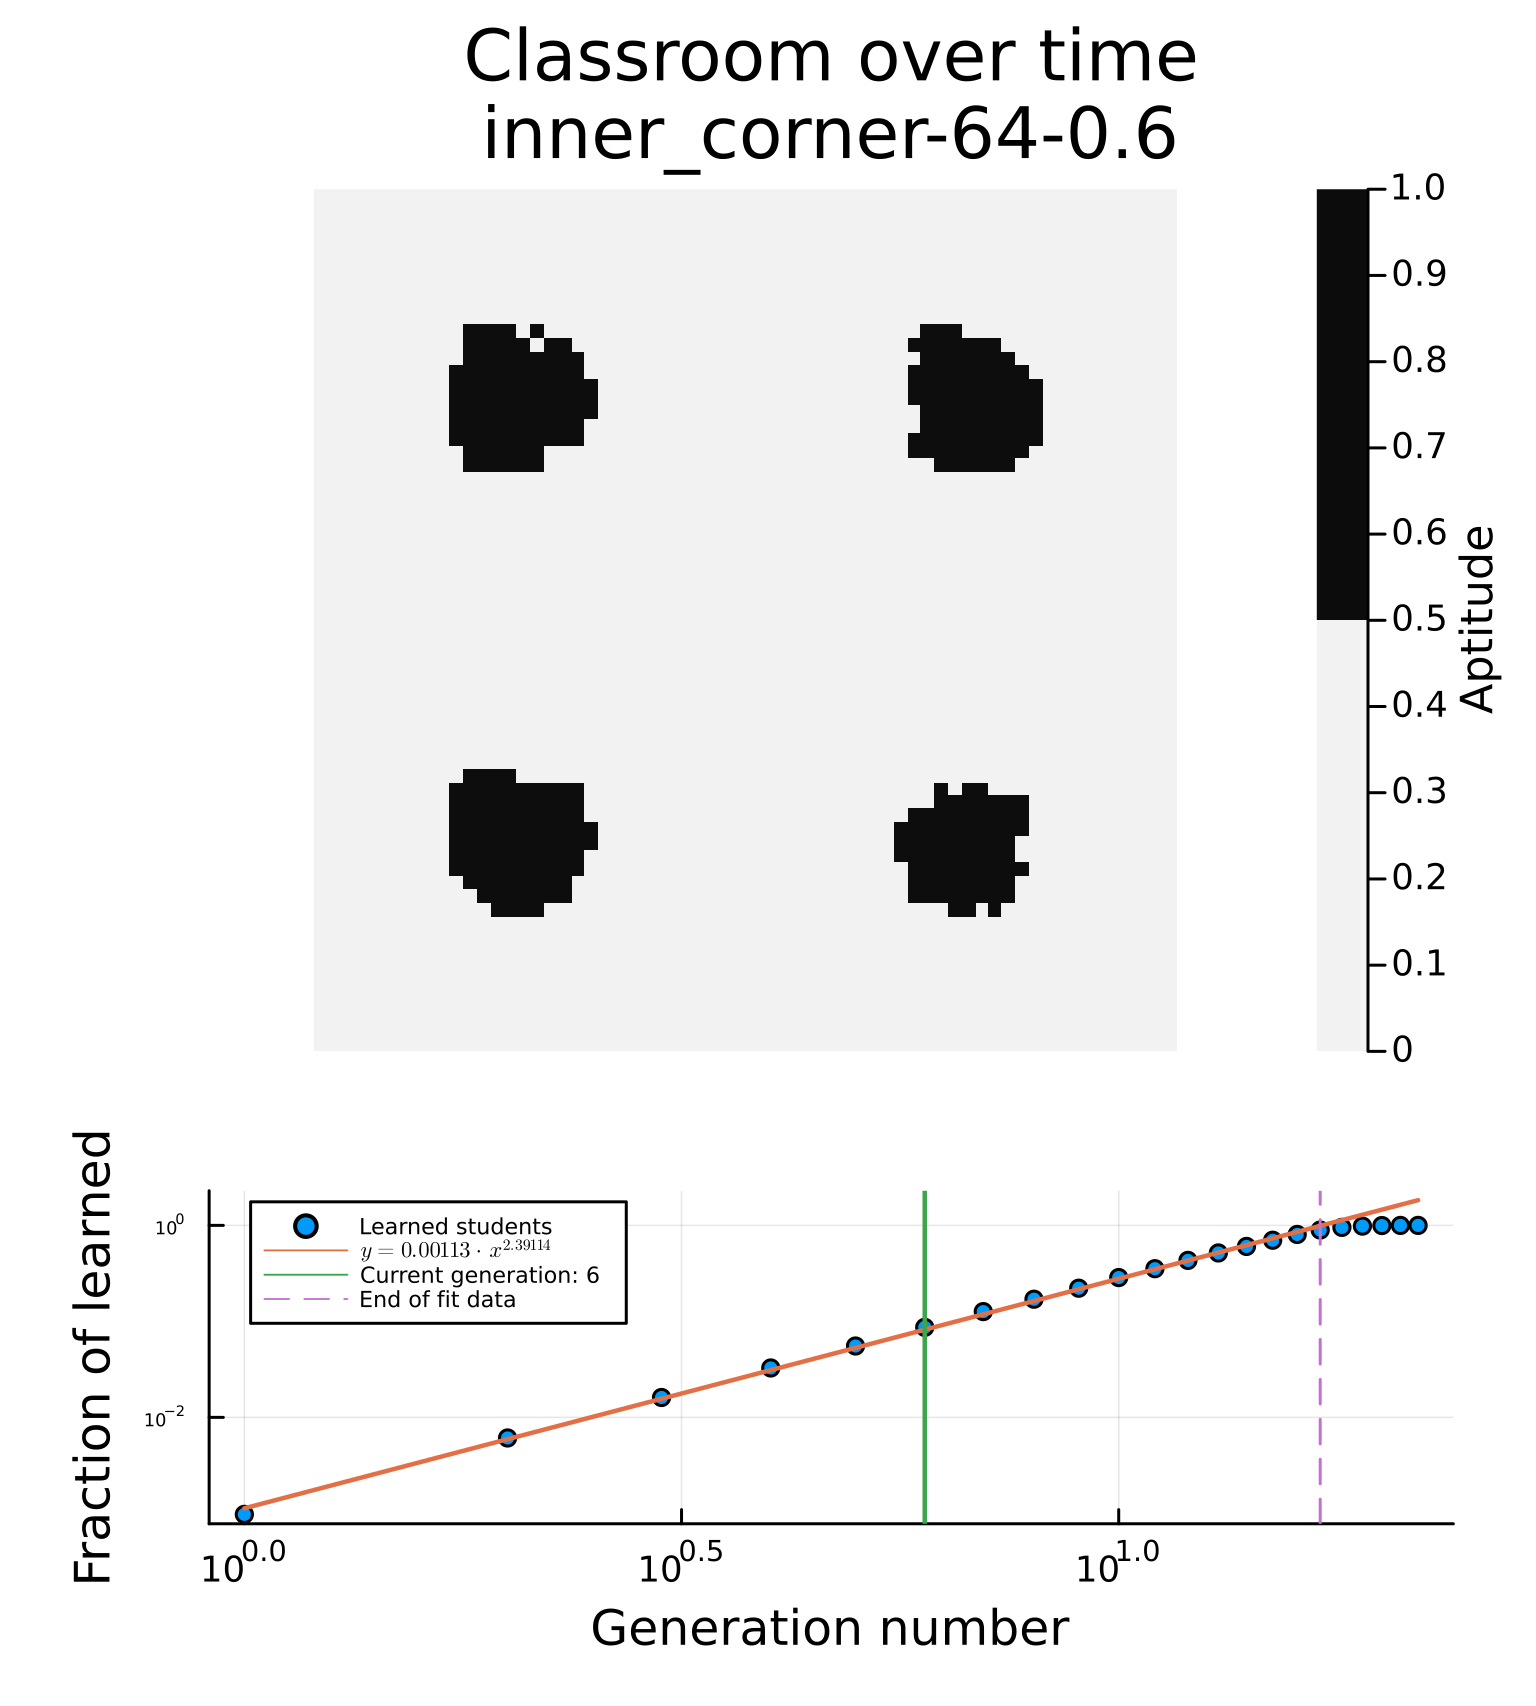 Classroom over time
inner_corner-64-0.6
1.0
0.9
0.8
0.7
0.6
0.5
0.4
0.3
0.2
0.1
0
Aptitude
Fraction of learned
10^0
10^−2
Learned students
y = 0.00113 · x^2.39114
Current generation: 6
End of fit data
10^0.0
10^0.5
10^1.0
Generation number